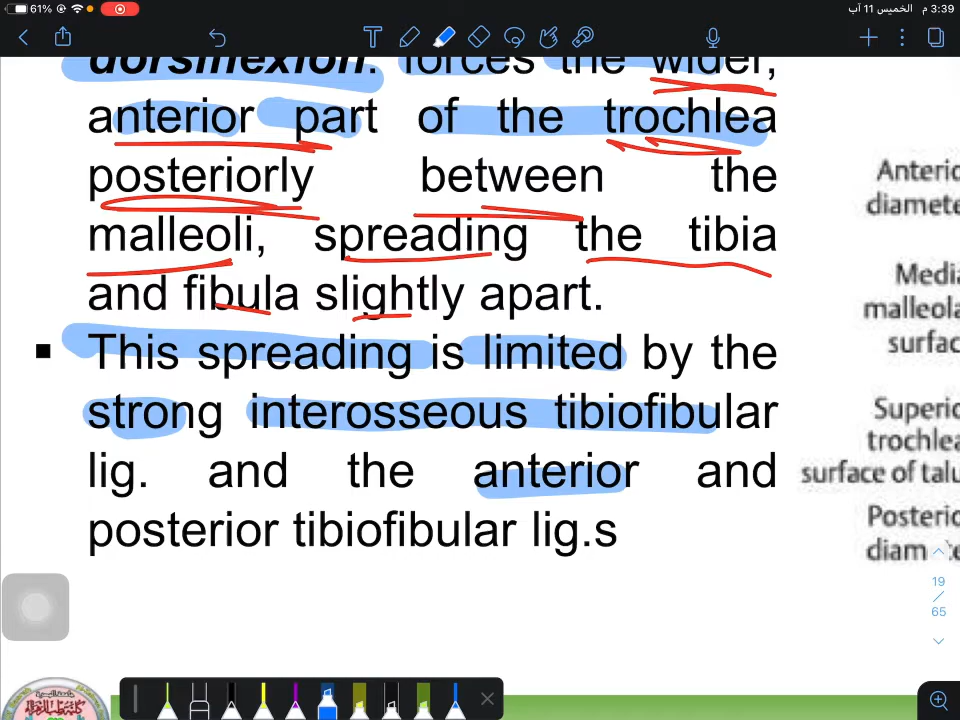 61%
3:39 م الخميس 11 آب
dorsiflexion: forces the wider,
anterior part of the trochlea
posteriorly between the
malleoli, spreading the tibia
and fibula slightly apart.
▪ This spreading is limited by the
strong interosseous tibiofibular
lig. and the anterior and
posterior tibiofibular lig.s
Anterio
diamete
Media
malleola
surfac
Superio
trochlea
surface of talu
Posterio
diam te
19
/
65